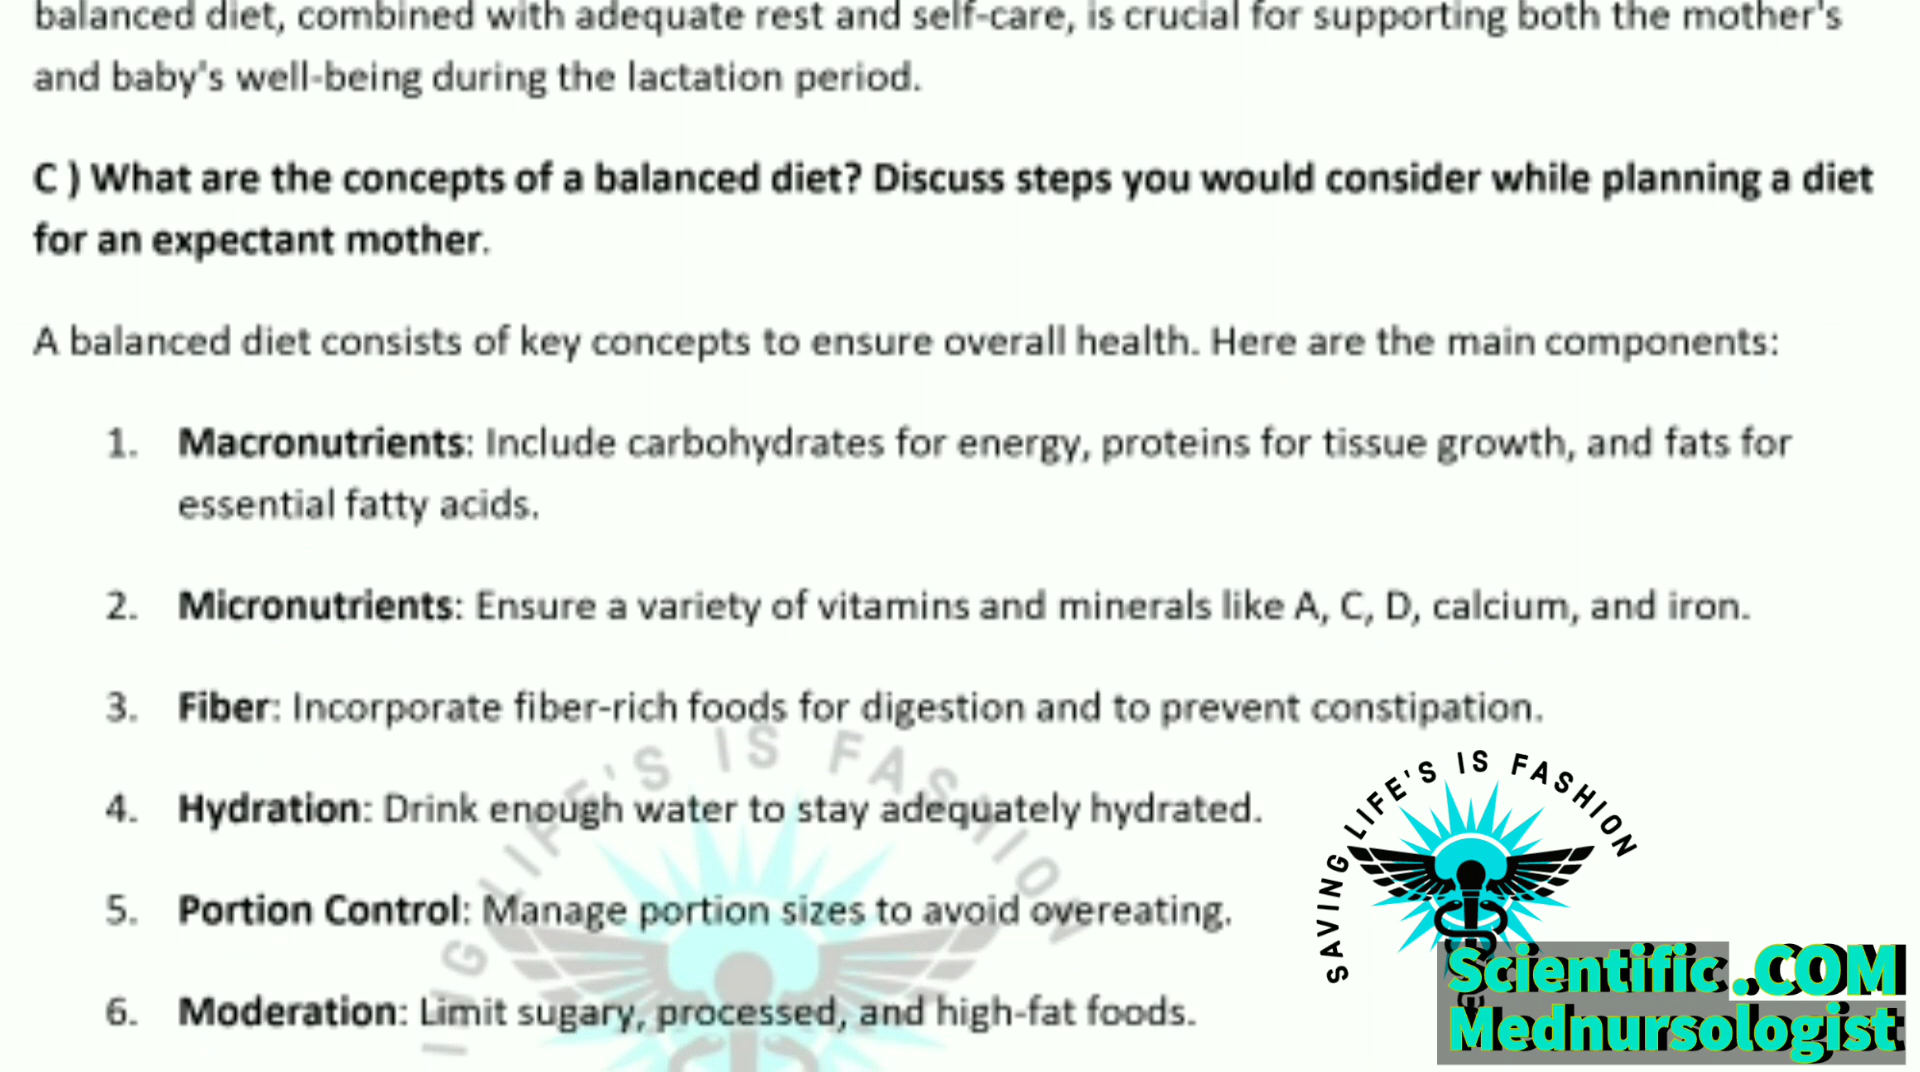 balanced diet, combined with adequate rest and self-care, is crucial for supporting both the mother's
and baby's well-being during the lactation period.
C ) What are the concepts of a balanced diet? Discuss steps you would consider while planning a diet
for an expectant mother.
A balanced diet consists of key concepts to ensure overall health. Here are the main components:
1. Macronutrients: Include carbohydrates for energy, proteins for tissue growth, and fats for
essential fatty acids.
2. Micronutrients: Ensure a variety of vitamins and minerals like A, C, D, calcium, and iron.
3. Fiber: Incorporate fiber-rich foods for digestion and to prevent constipation.
4. Hydration: Drink enough water to stay adequately hydrated.
5. Portion Control: Manage portion sizes to avoid overeating.
6. Moderation: Limit sugary, processed, and high-fat foods.
ING LIFE'S IS FASHION
SAVING LIFE'S IS FASHION
Scientific .COM
Mednursologist